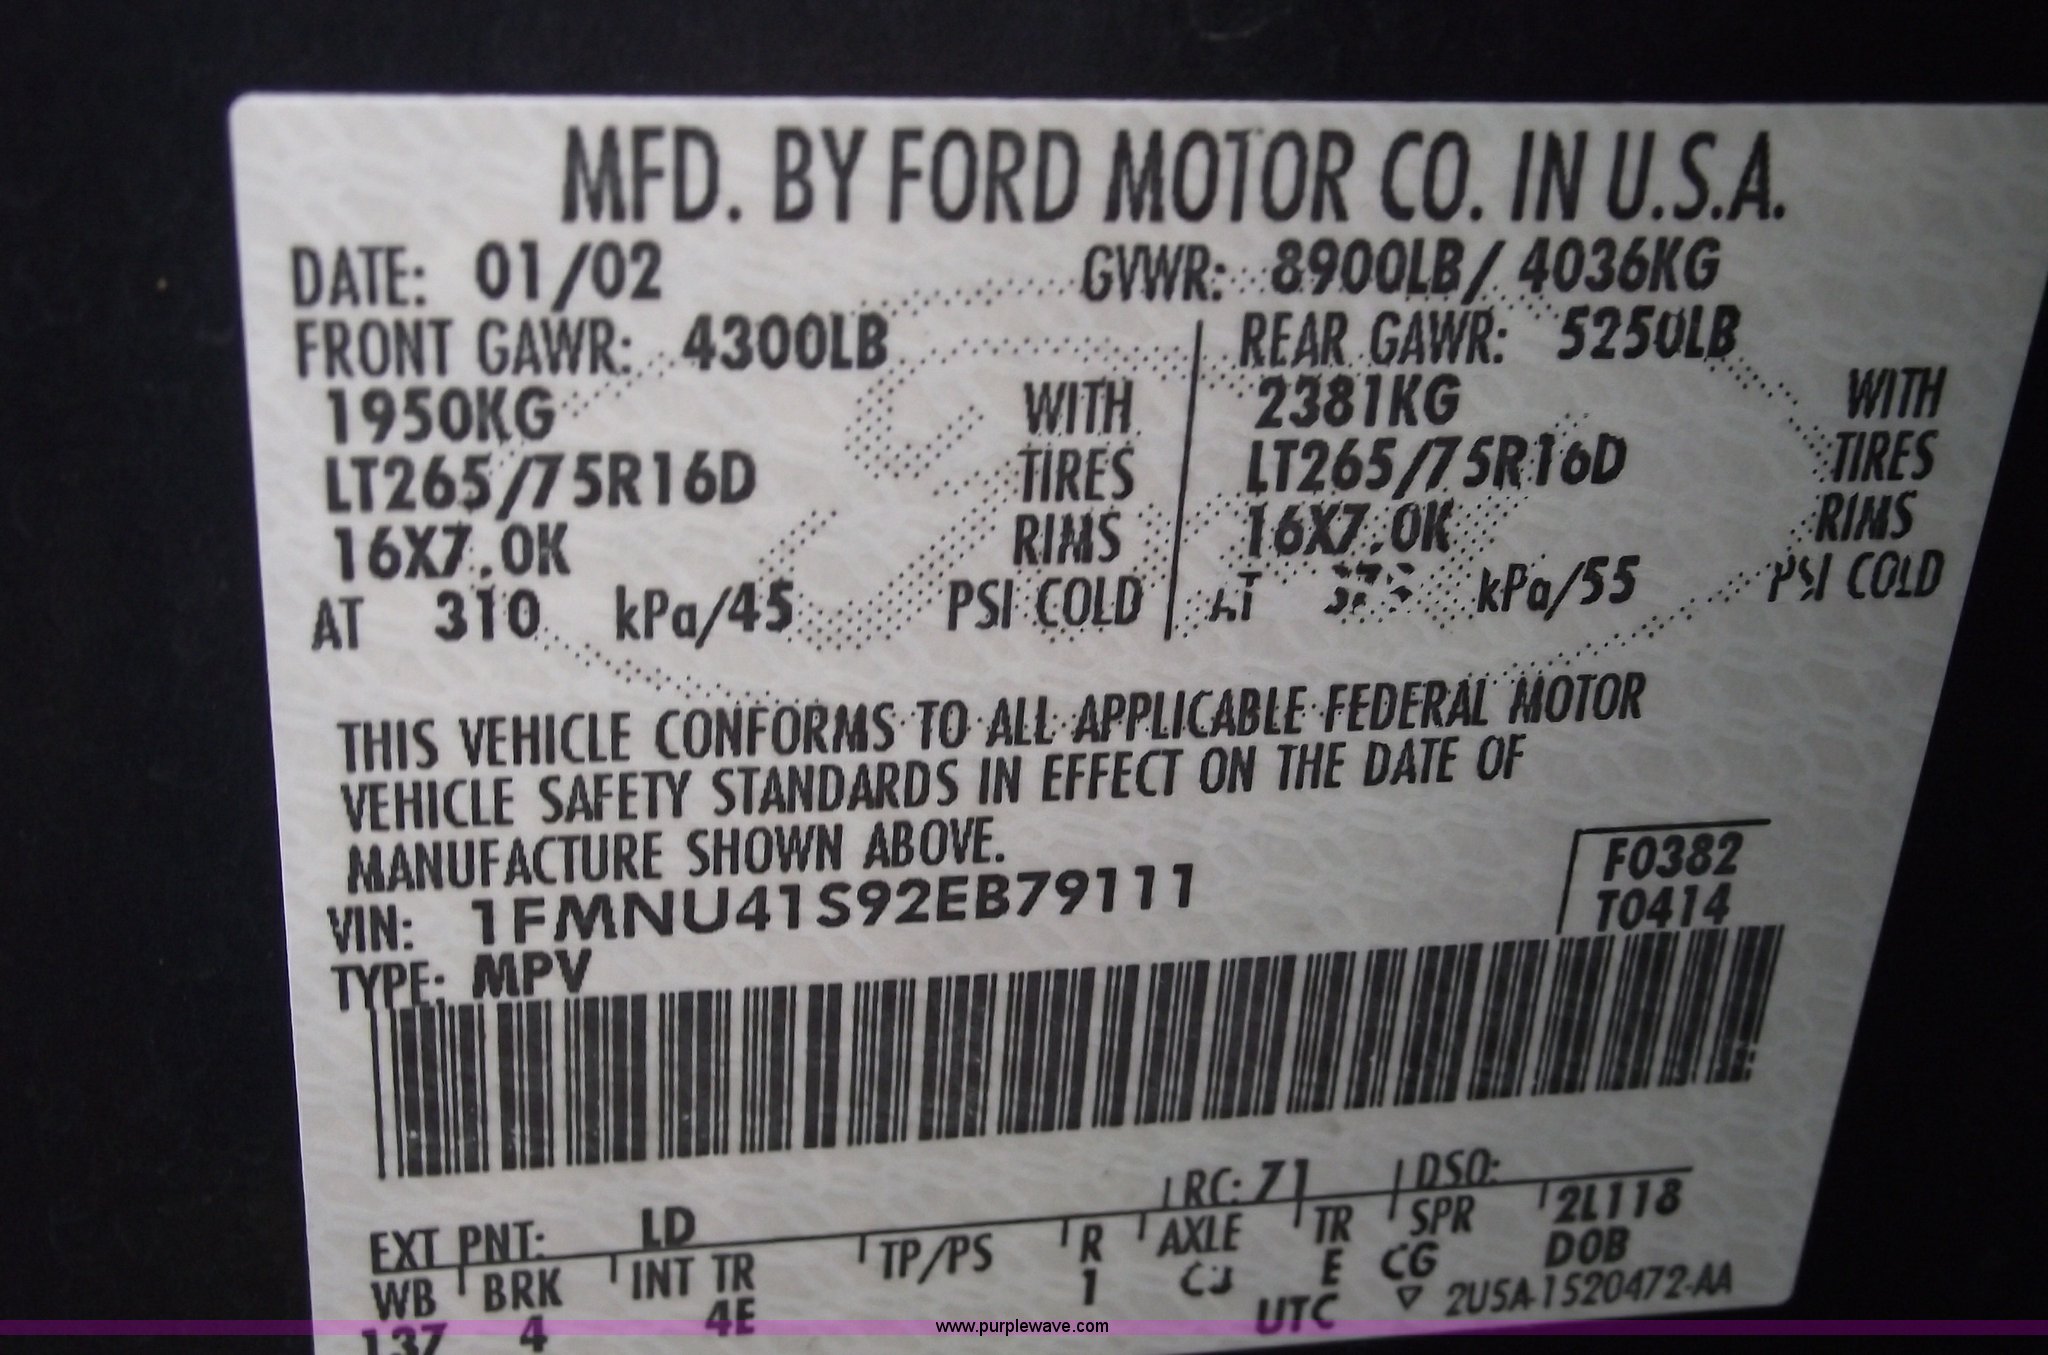 MFD. BY FORD MOTOR CO. IN U.S.A.
DATE: 01/02 GVWR: 8900LB/ 4036KG
FRONT GAWR: 4300LB REAR GAWR: 5250LB
1950KG WITH 2381KG WITH
LT265/75R16D TIRES LT265/75R16D TIRES
16X7.0K RIMS 16X7.0K RIMS
AT 310 kPa/45 PSI COLD AT kPa/55 PSI COLD
THIS VEHICLE CONFORMS TO ALL APPLICABLE FEDERAL MOTOR
VEHICLE SAFETY STANDARDS IN EFFECT ON THE DATE OF
MANUFACTURE SHOWN ABOVE.
F0382
VIN: 1FMNU41S92EB79111 T0414
TYPE: MPV
EXT PNT: LD RC: 71 DSO:
WB BRK INT TR TP/PS R AXLE TR SPR 2L118
137 4 4E 1 E CG DOB
UTC ▽ 2U5A-1520472-AA
www.purplewave.com